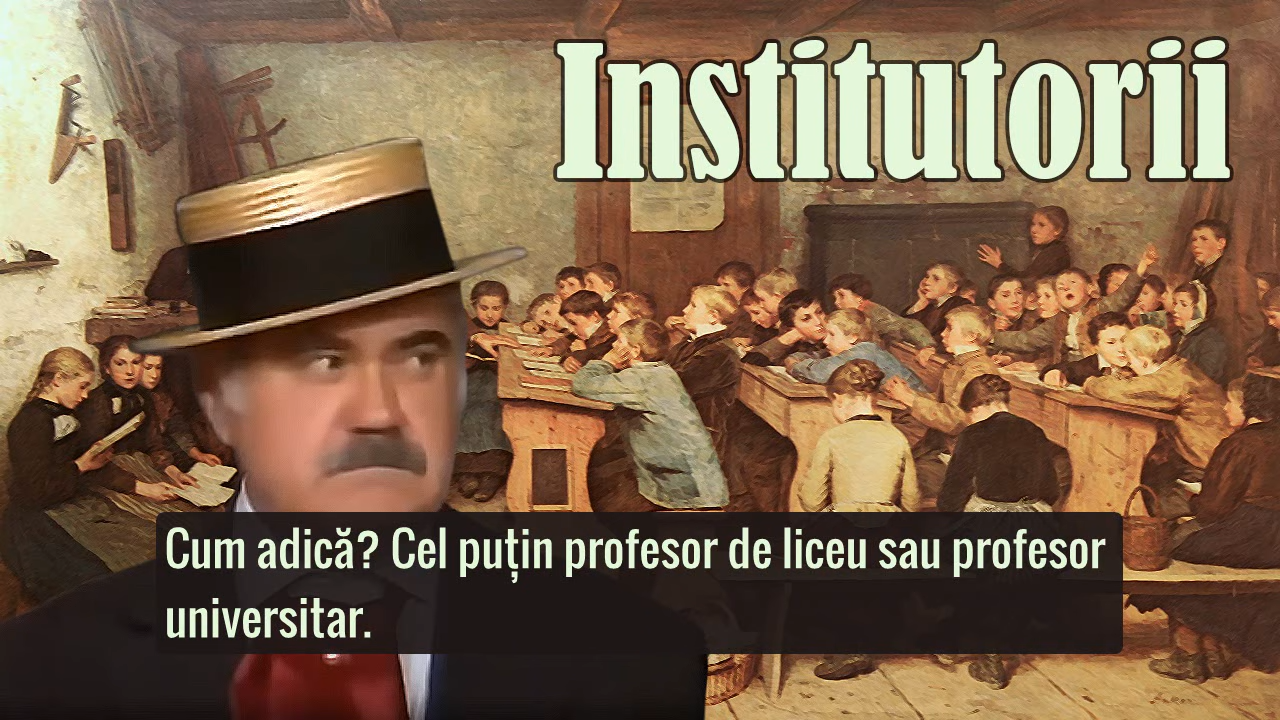 Institutorii
Cum adică? Cel puțin profesor de liceu sau profesor
universitar.